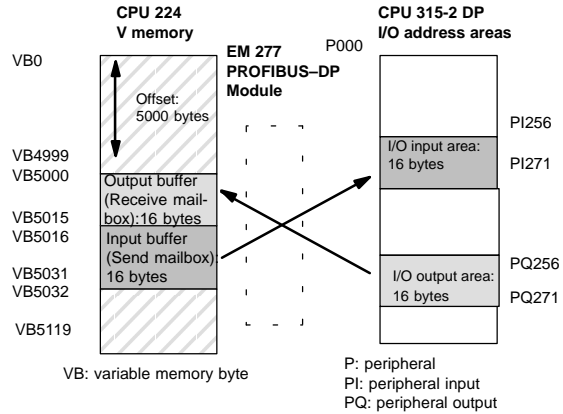 CPU 224
V memory
CPU 315-2 DP
I/O address areas
EM 277
PROFIBUS–DP
Module
P000
VB0
Offset:
5000 bytes
PI256
I/O input area:
16 bytes
PI271
VB4999
VB5000
Output buffer
(Receive mail-
box):16 bytes
VB5015
VB5016
Input buffer
(Send mailbox):
16 bytes
VB5031
VB5032
PQ256
I/O output area:
16 bytes
PQ271
VB5119
VB: variable memory byte
P: peripheral
PI: peripheral input
PQ: peripheral output